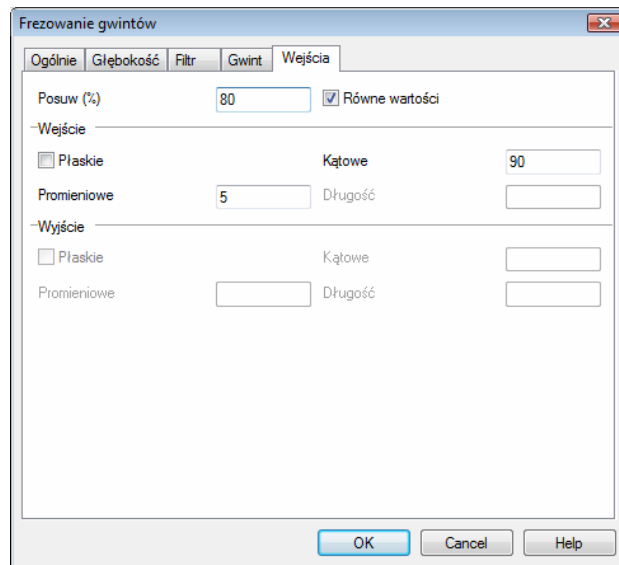 Frezowanie gwintów
Ogólnie Głębokość Filtr Gwint Wejścia
Posuw (%) 80 Równe wartości
Wejście
Płaskie Kątowe 90
Promieniowe 5 Długość
Wyjście
Płaskie Kątowe
Promieniowe Długość
OK Cancel Help